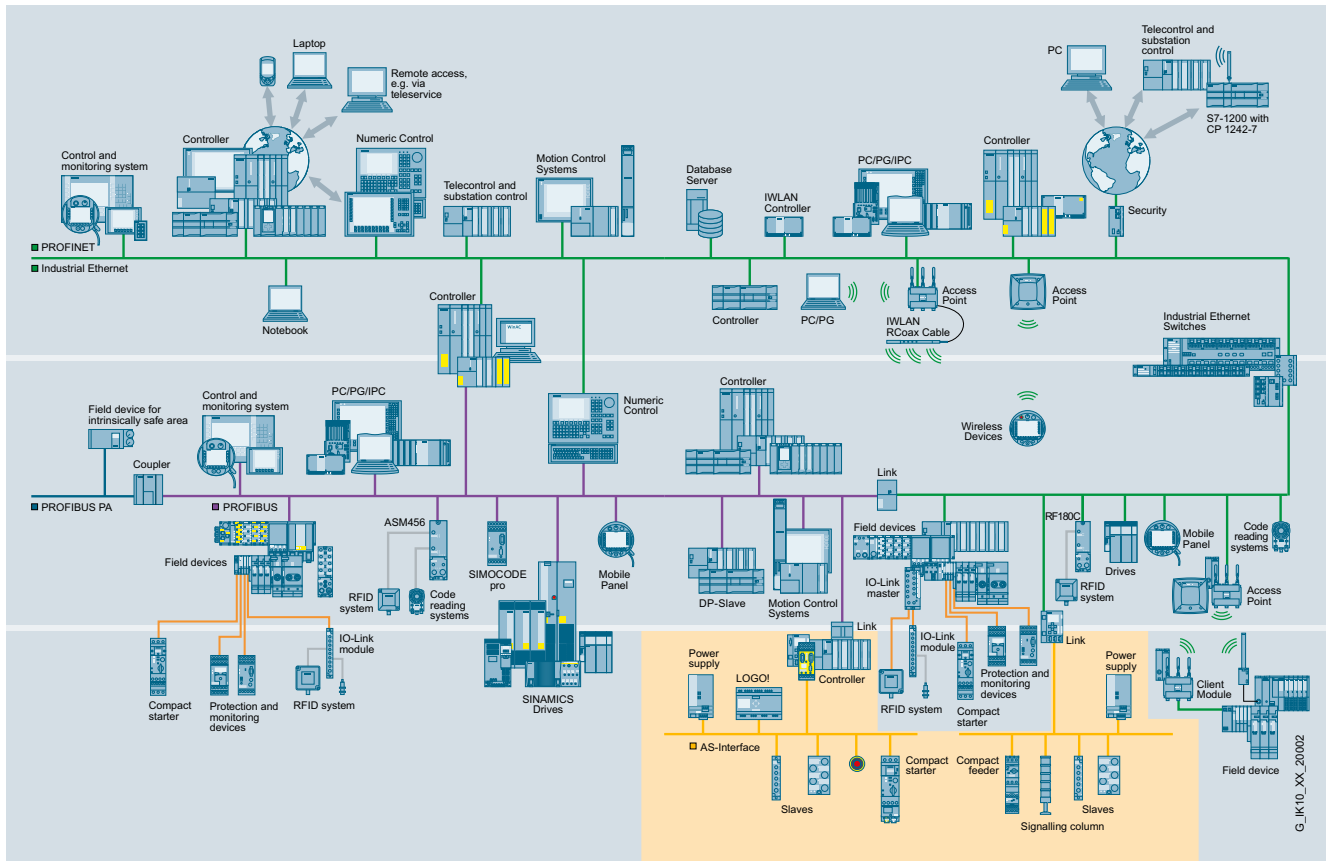 Laptop
Remote access,
e.g. via
teleservice
PC
Telecontrol and
substation
control
S7-1200 with
CP 1242-7
Control and
monitoring system
Controller
Numeric Control
Telecontrol and
substation control
Motion Control
Systems
Database
Server
IWLAN
Controller
PC/PG/IPC
Controller
Security
PROFINET
Industrial Ethernet
Notebook
Controller
WinAC
Controller
PC/PG
Access
Point
IWLAN
RCoax Cable
Access
Point
Industrial Ethernet
Switches
Field device for
intrinsically safe area
Control and
monitoring system
PC/PG/IPC
Numeric
Control
Controller
Wireless
Devices
Coupler
Link
PROFIBUS PA
PROFIBUS
Field devices
ASM456
RFID
system
Code
reading
systems
SIMOCODE
pro
Mobile
Panel
DP-Slave
Motion Control
Systems
Field devices
IO-Link
master
RF180C
RFID
system
Drives
Mobile
Panel
Code
reading
systems
Access
Point
Compact
starter
Protection and
monitoring
devices
IO-Link
module
RFID system
SINAMICS
Drives
Link
Power
supply
LOGO!
Controller
IO-Link
module
RFID system
Compact
starter
Protection and
monitoring
devices
Link
Power
supply
Client
Module
Field device
AS-Interface
Slaves
Compact
starter
Compact
feeder
Signalling column
Slaves
G_IK10_XX_20002